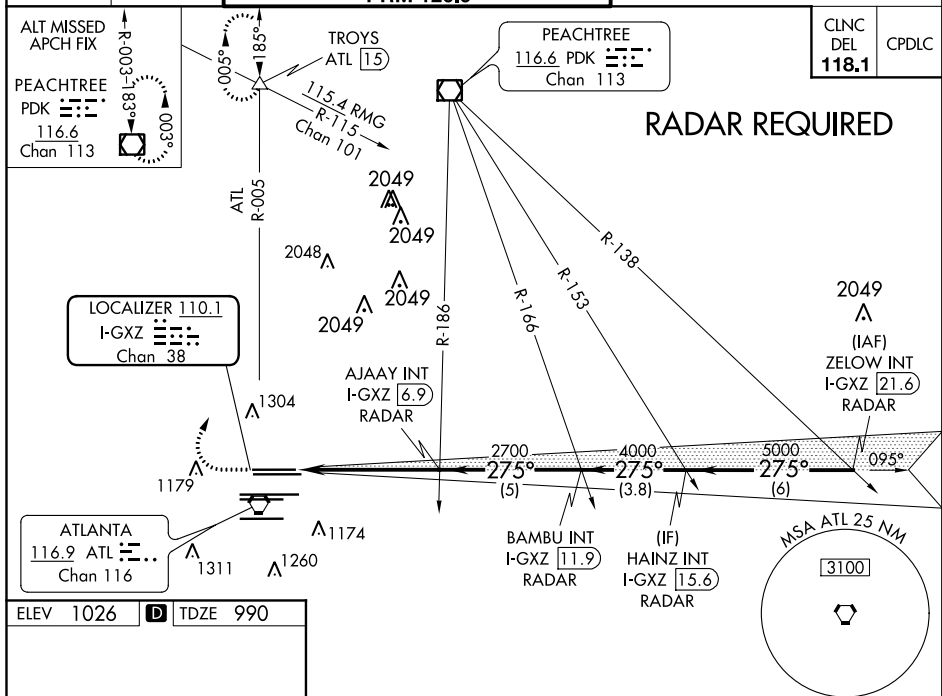 ALT MISSED
APCH FIX
PEACHTREE
PDK
116.6
Chan 113
R-003-183°
003°
005°
185°
TROYS
ATL 15
115.4 RMG
R-115
Chan 101
PEACHTREE
116.6 PDK
Chan 113
CLNC
DEL
118.1
CPDLC
RADAR REQUIRED
ATL
R-005
2049
2049
2048
2049
2049
R-186
R-166
R-153
R-138
2049
LOCALIZER 110.1
I-GXZ
Chan 38
AJAAY INT
I-GXZ 6.9
RADAR
(IAF)
ZELOW INT
I-GXZ 21.6
RADAR
1304
1179
2700
275°
(5)
4000
275°
(3.8)
5000
275°
(6)
095°
ATLANTA
116.9 ATL
Chan 116
1174
1311
1260
BAMBU INT
I-GXZ 11.9
RADAR
(IF)
HAINZ INT
I-GXZ 15.6
RADAR
MSA ATL 25 NM
3100
ELEV 1026 D TDZE 990